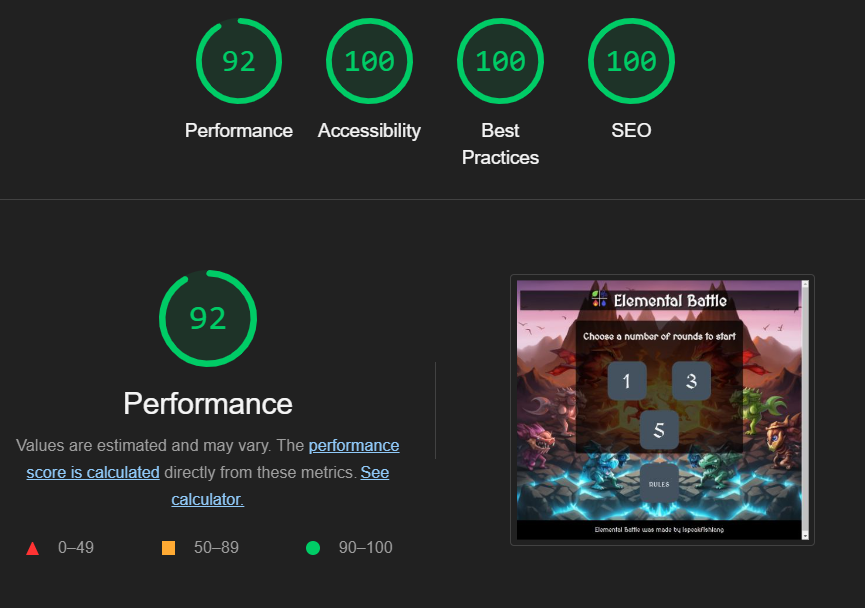 92
100
100
100
Performance
Accessibility
Best
Practices
SEO
92
Performance
Values are estimated and may vary. The performance
score is calculated directly from these metrics. See
calculator.
0–49
50–89
90–100
Elemental Battle
Choose a number of rounds to start
1
3
5
RULES
Elemental Battle was made by Ispeakfishlang